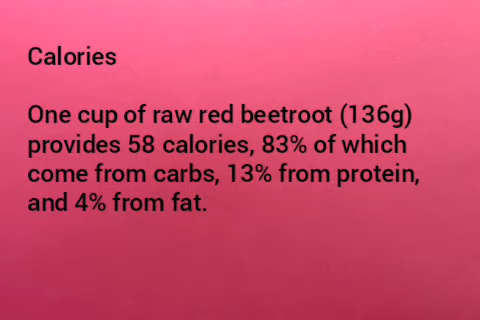 Calories
One cup of raw red beetroot (136g)
provides 58 calories, 83% of which
come from carbs, 13% from protein,
and 4% from fat.